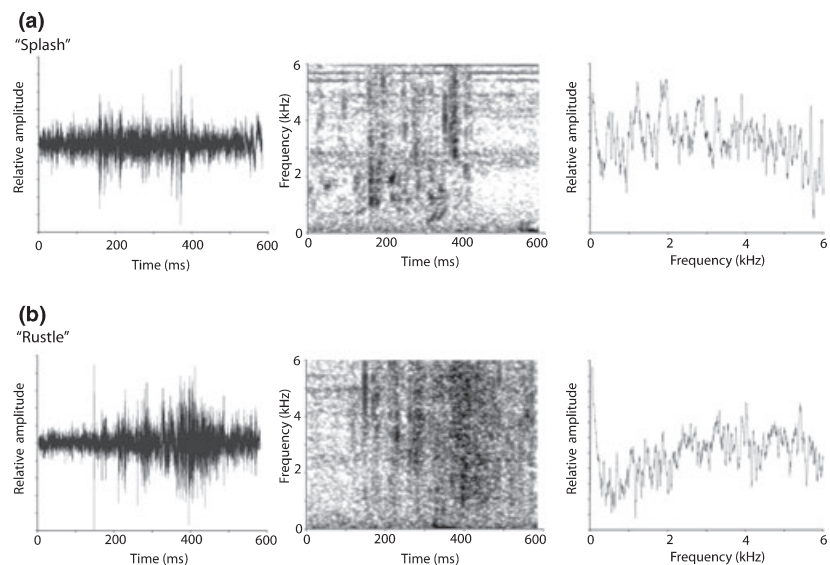 (a)
"Splash"
Relative amplitude
0 200 400 600
Time (ms)
Frequency (kHz)
6
4
2
0
0 200 400 600
Time (ms)
Relative amplitude
0 2 4 6
Frequency (kHz)
(b)
"Rustle"
Relative amplitude
0 200 400 600
Time (ms)
Frequency (kHz)
6
4
2
0
200 400 600
Time (ms)
Relative amplitude
0 2 4 6
Frequency (kHz)